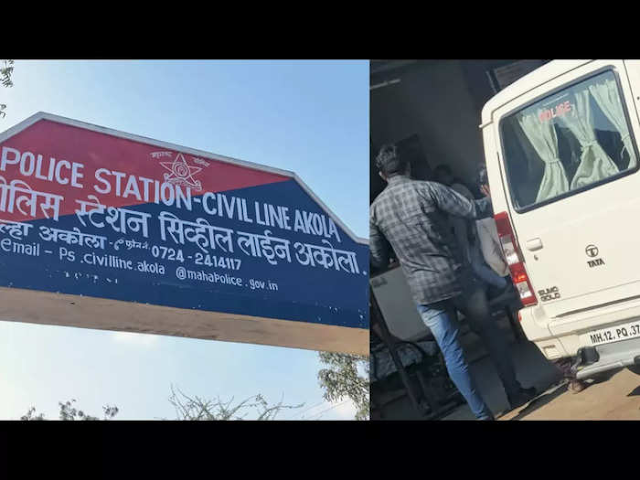 POLICE STATION-CIVIL LINE AKOLA
पोलिस स्टेशन सिव्हील लाईन अकोला.
जिल्हा अकोला- 0724-2414117
email - Ps.civilline.akola @mahaPolice.gov.in
POLICE
TATA
SUMO
GOLD
MH.12.PQ.37